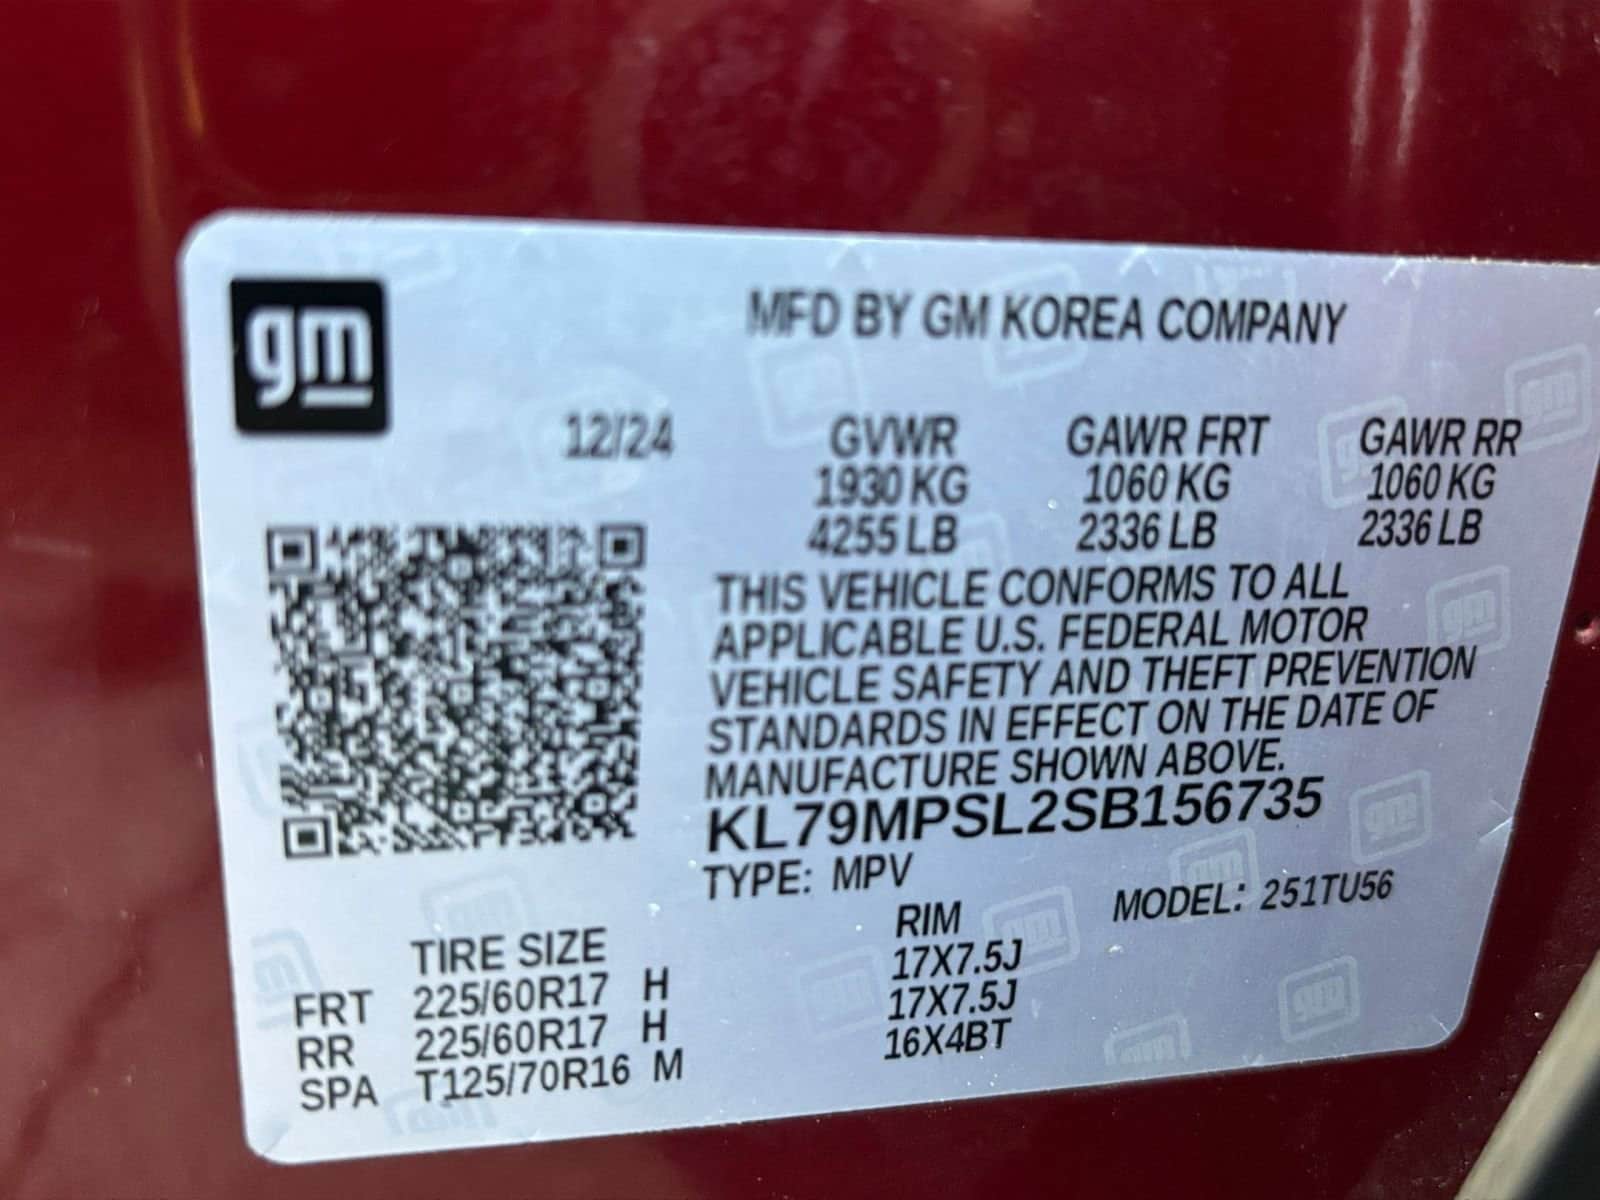 gm
MFD BY GM KOREA COMPANY
12/24 GVWR GAWR FRT GAWR RR
1930 KG 1060 KG 1060 KG
4255 LB 2336 LB 2336 LB
THIS VEHICLE CONFORMS TO ALL
APPLICABLE U.S. FEDERAL MOTOR
VEHICLE SAFETY AND THEFT PREVENTION
STANDARDS IN EFFECT ON THE DATE OF
MANUFACTURE SHOWN ABOVE.
KL79MPSL2SB156735
TYPE: MPV MODEL: 251TU56
TIRE SIZE RIM
FRT 225/60R17 H 17X7.5J
RR 225/60R17 H 17X7.5J
SPA T125/70R16 M 16X4BT